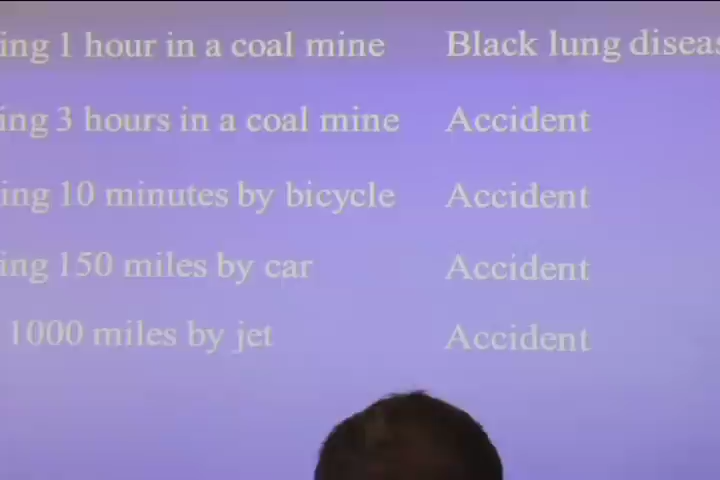 ing 1 hour in a coal mine Black lung diseas
ing 3 hours in a coal mine Accident
ing 10 minutes by bicycle Accident
ing 150 miles by car Accident
1000 miles by jet Accident